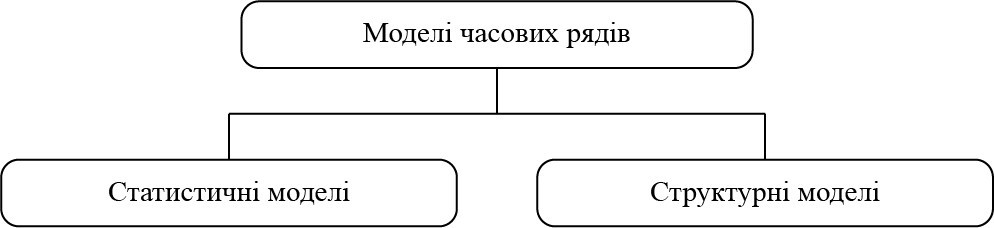 Моделі часових рядів
Статистичні моделі
Структурні моделі